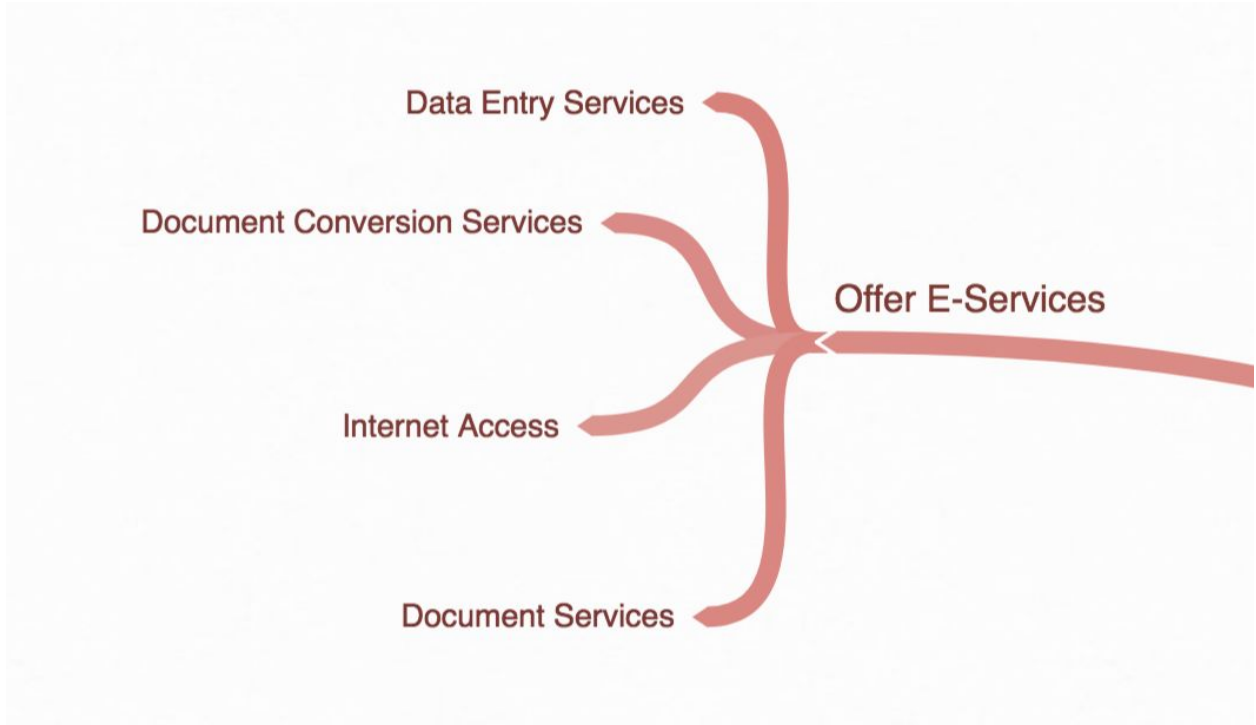 Data Entry Services
Document Conversion Services
Offer E-Services
Internet Access
Document Services